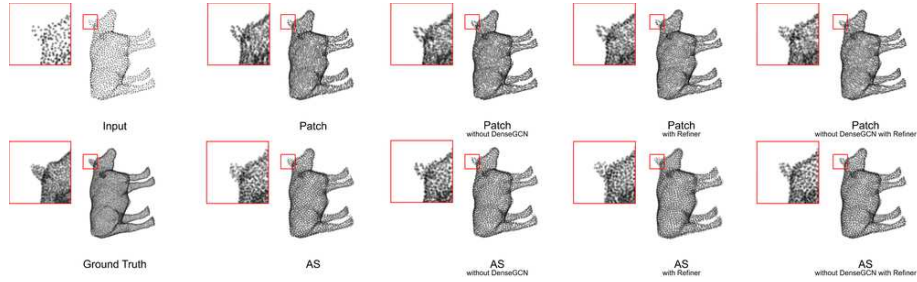 Input
Patch
Patch
without DenseGCN
Patch
with Refiner
Patch
without DenseGCN with Refiner
Ground Truth
AS
AS
without DenseGCN
AS
with Refiner
AS
without DenseGCN with Refiner